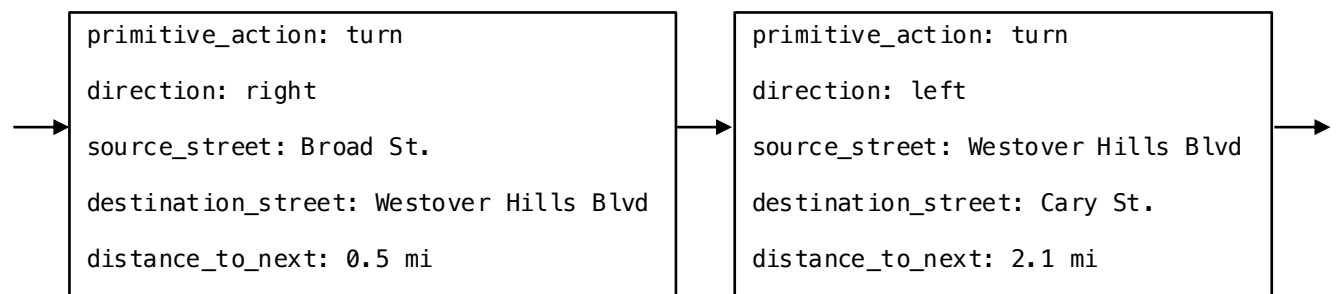 primitive_action: turn
direction: right
source_street: Broad St.
destination_street: Westover Hills Blvd
distance_to_next: 0.5 mi
primitive_action: turn
direction: left
source_street: Westover Hills Blvd
destination_street: Cary St.
distance_to_next: 2.1 mi